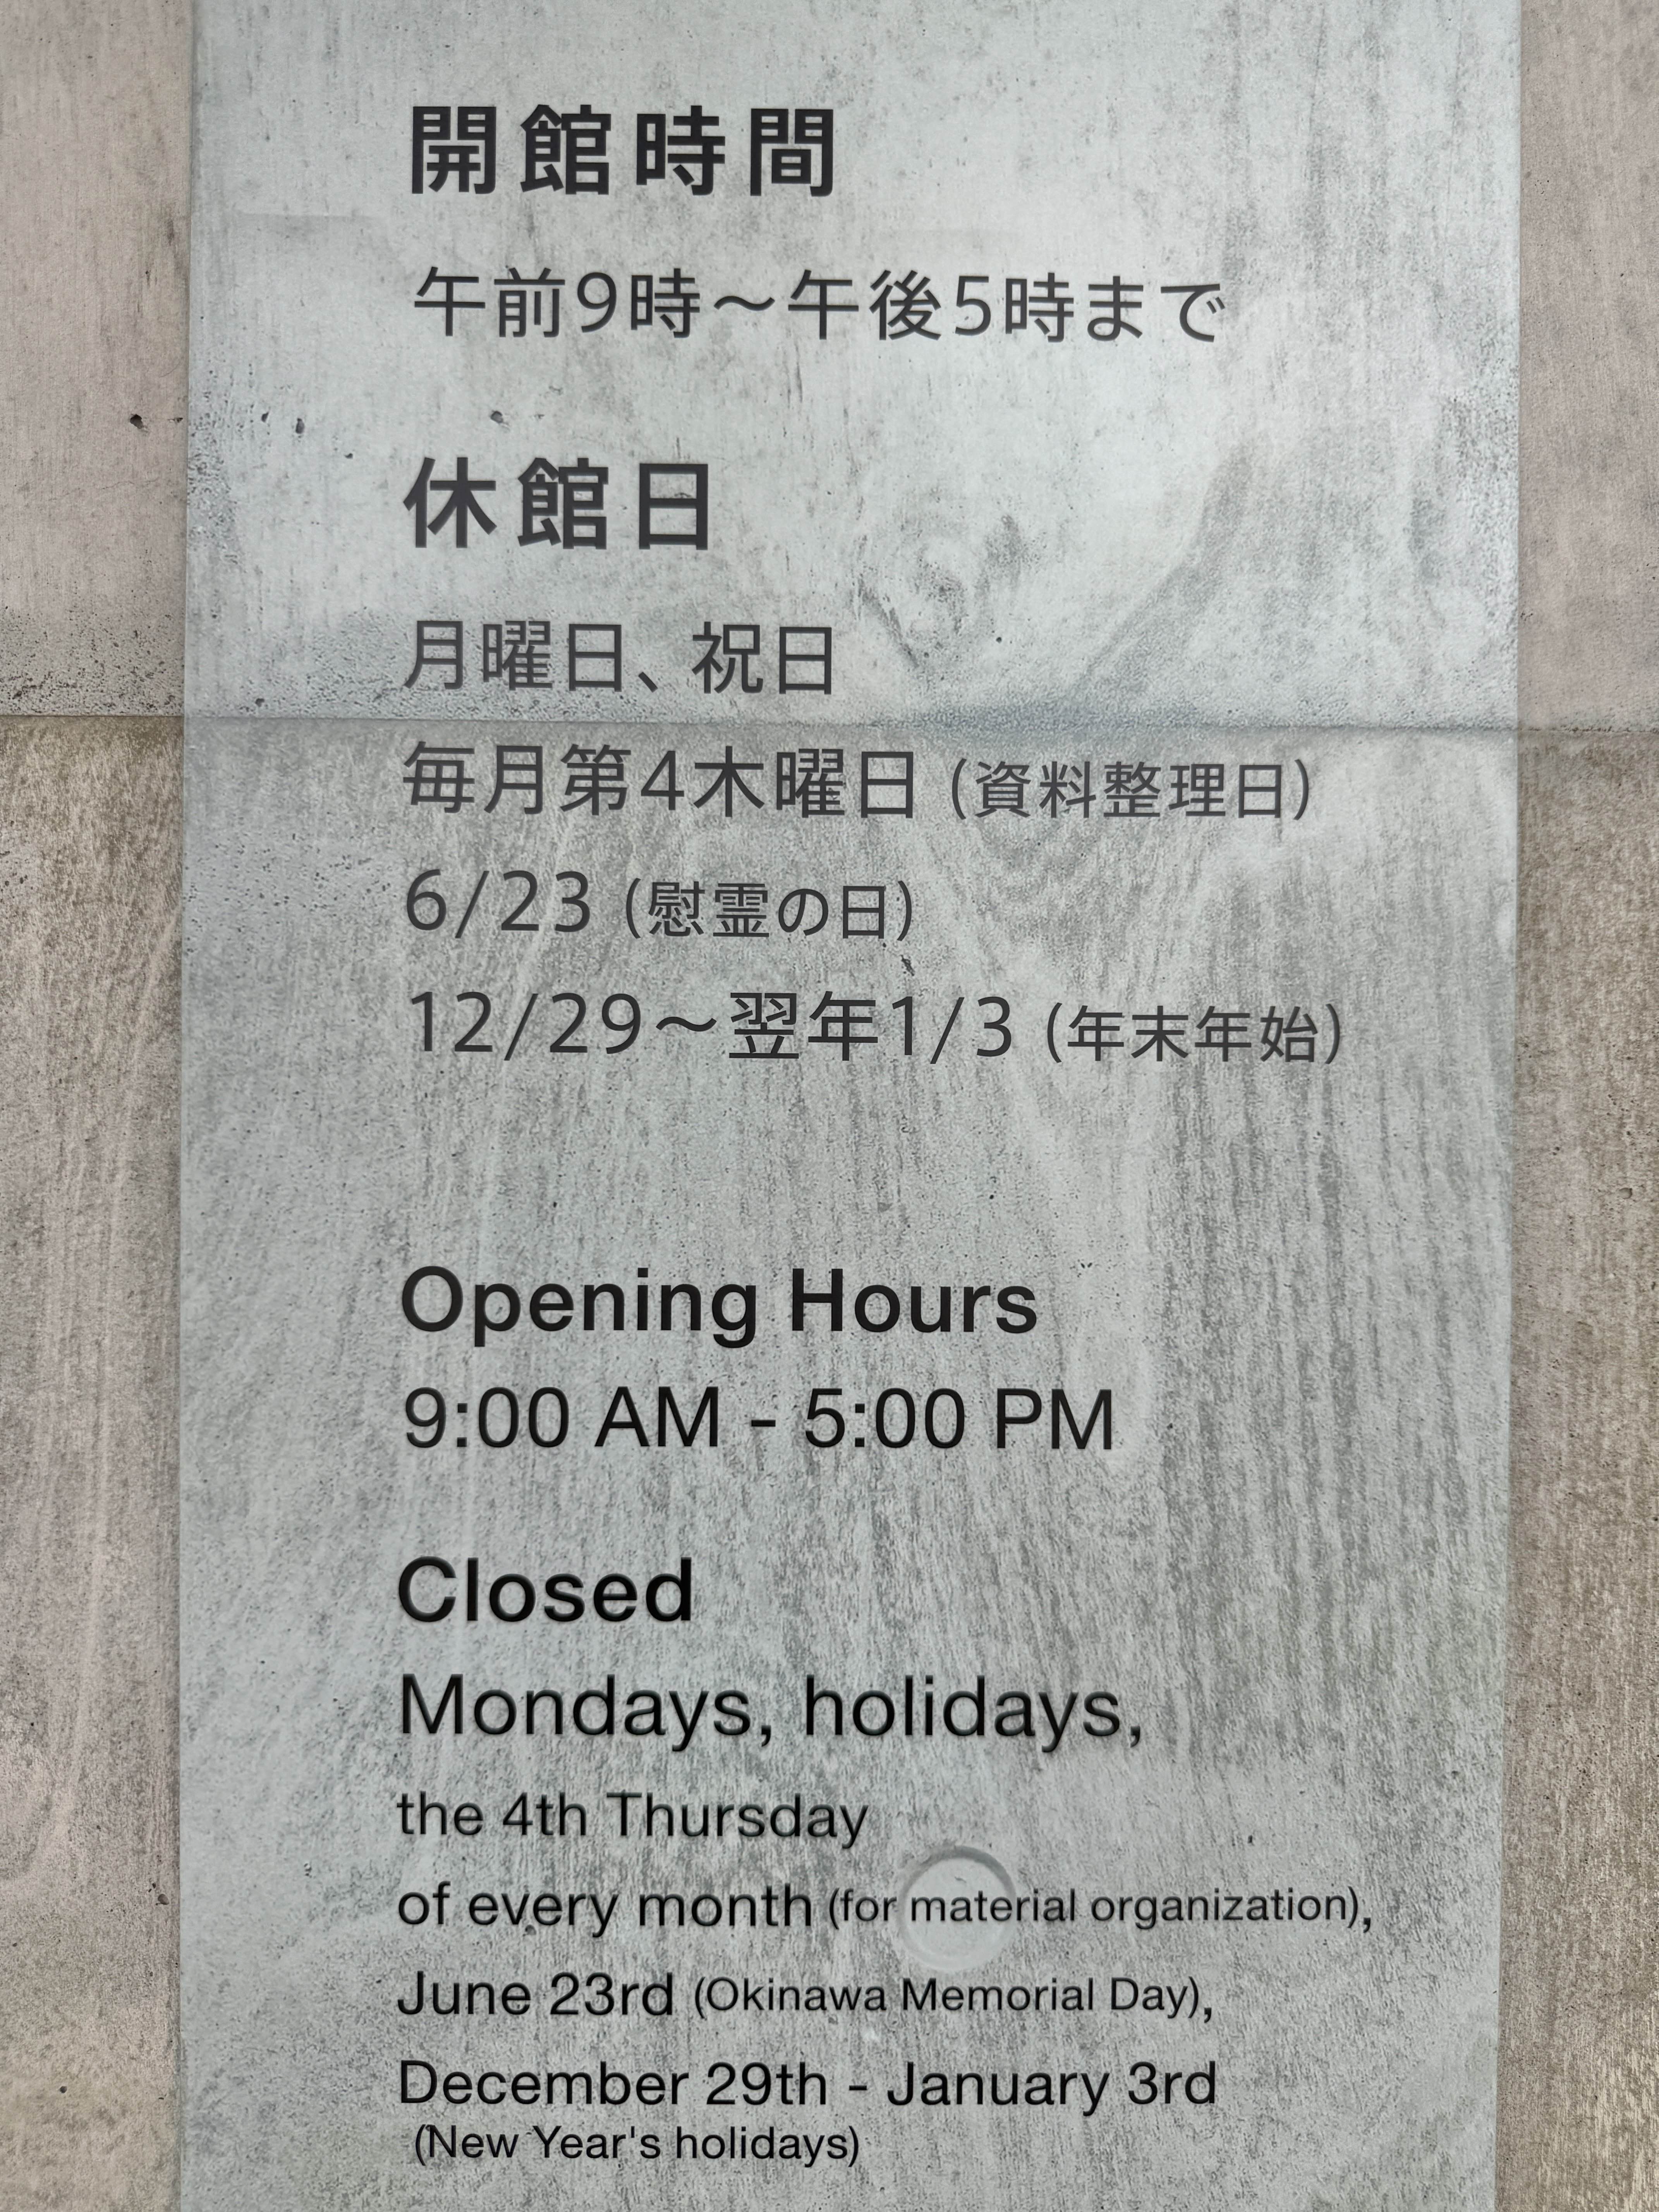 開館時間
午前9時～午後5時まで
休館日
月曜日、祝日
毎月第4木曜日 (資料整理日)
6/23 (慰霊の日)
12/29～翌年1/3 (年末年始)
Opening Hours
9:00 AM - 5:00 PM
Closed
Mondays, holidays,
the 4th Thursday
of every month (for material organization),
June 23rd (Okinawa Memorial Day),
December 29th - January 3rd
(New Year's holidays)